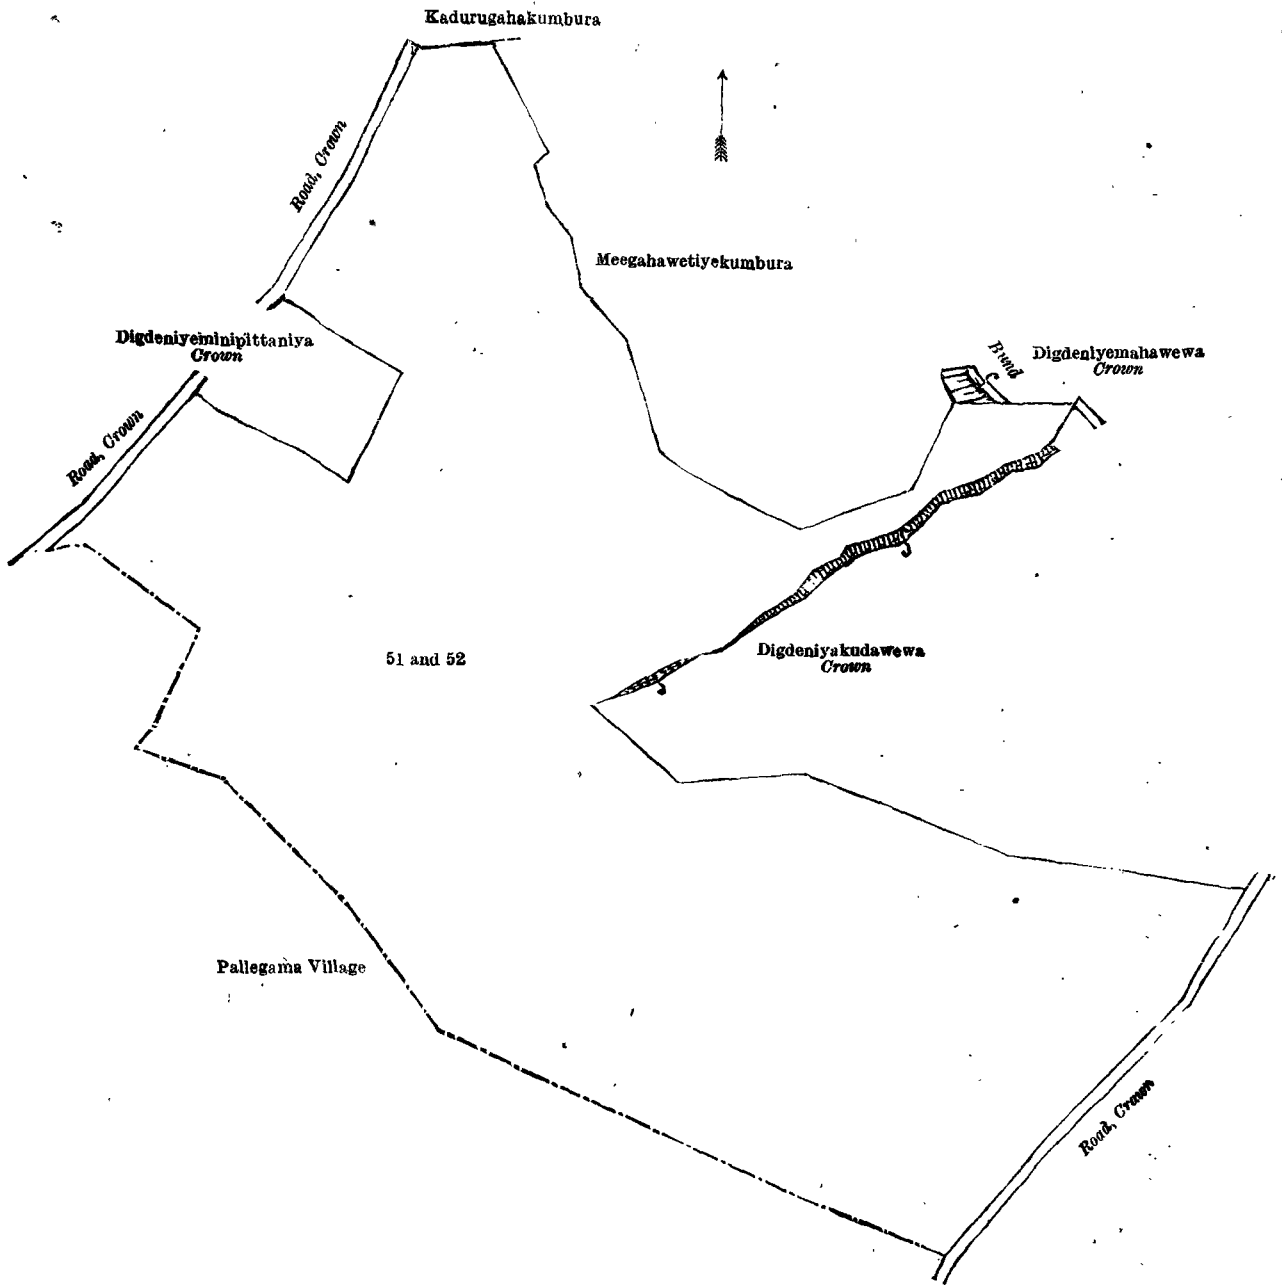 Kadurugahakumbura
Road, Crown
Meegahawetiyekumbura
Digdeniyeminipittaniya
Crown
Bund
Digdeniyemahawewa
Crown
Road, Crown
51 and 52
Digdeniyakudawewa
Crown
Pallegama Village
Road, Crown